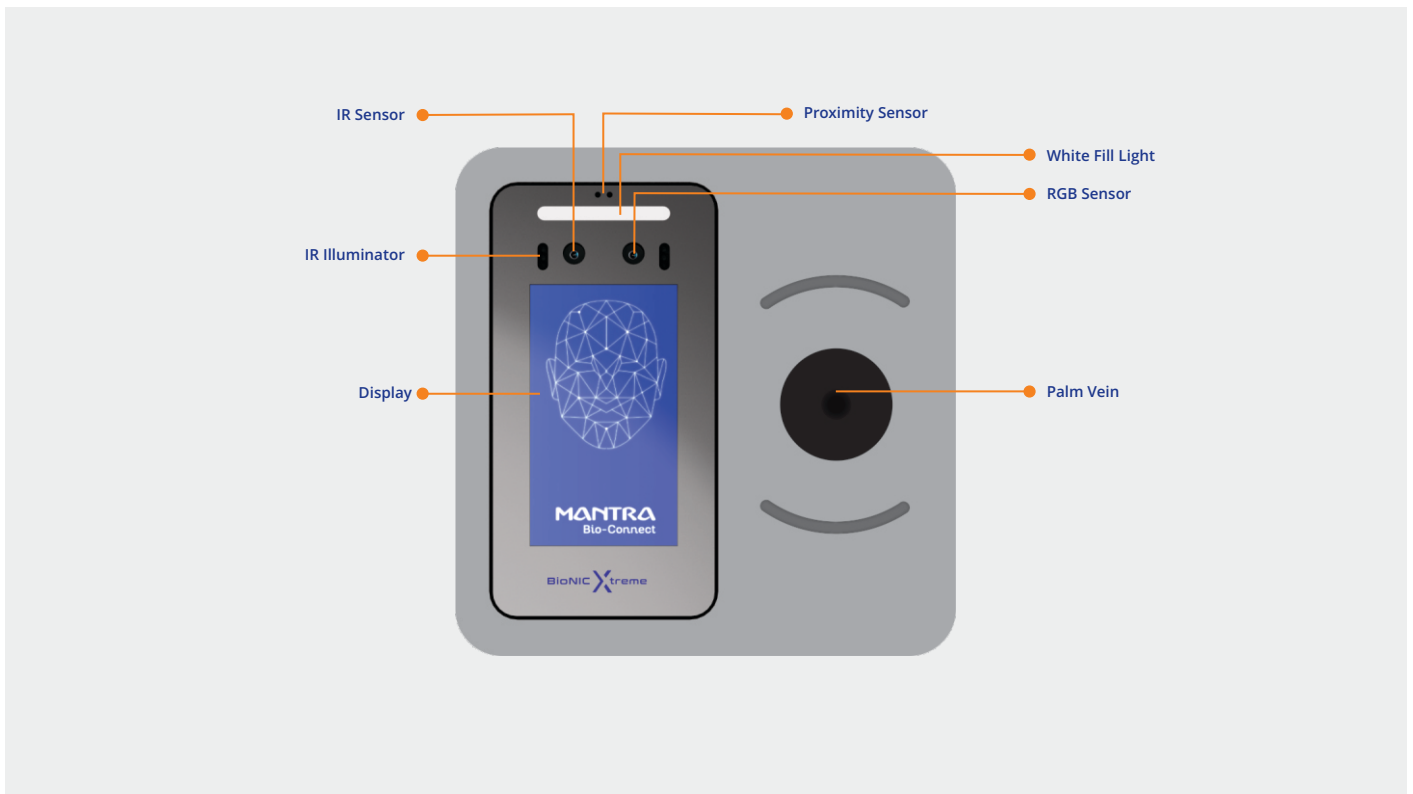 IR Sensor
Proximity Sensor
White Fill Light
RGB Sensor
IR Illuminator
Display
Palm Vein
MANTRA
Bio-Connect
BioNIC Xtreme